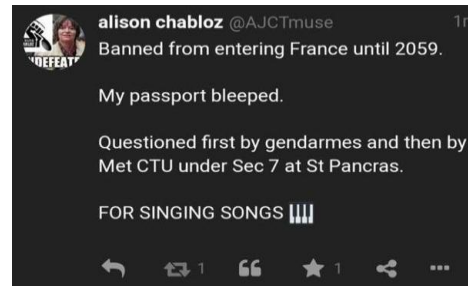 alison chabloz @AJCTmuse
Banned from entering France until 2059.
My passport bleeped.
Questioned first by gendarmes and then by
Met CTU under Sec 7 at St Pancras.
FOR SINGING SONGS 🎹
1
1